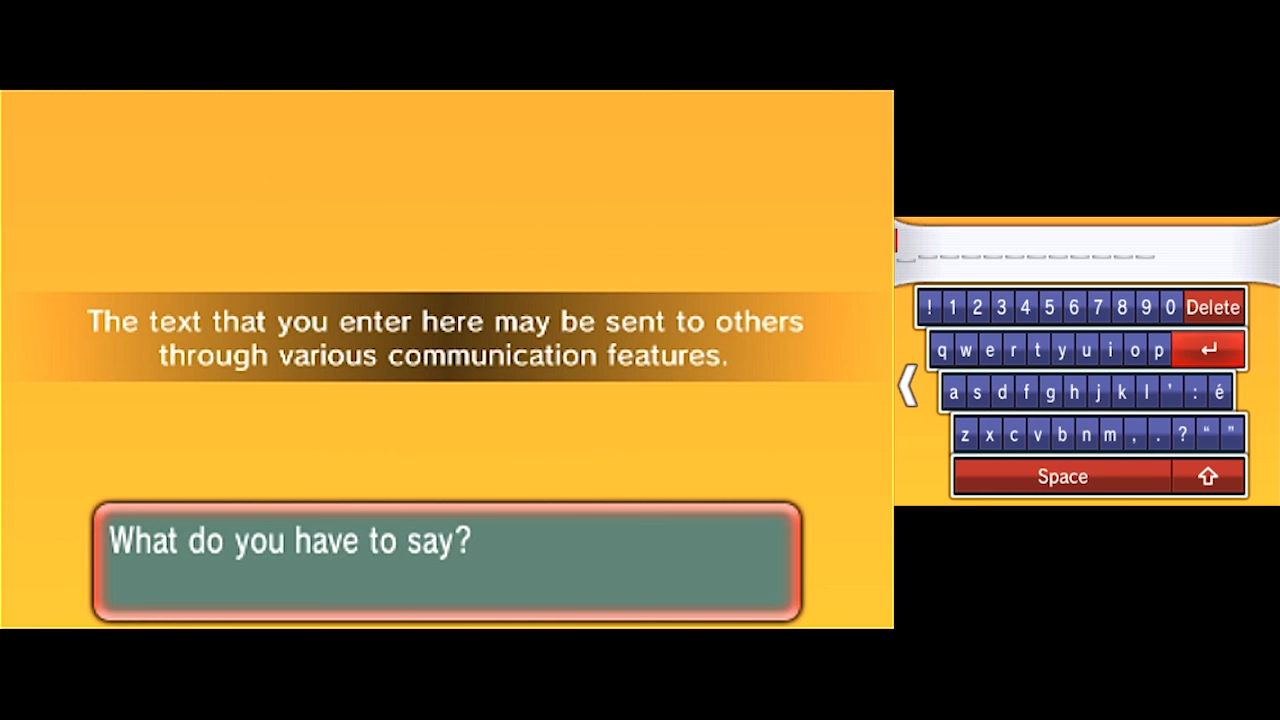 The text that you enter here may be sent to others
through various communication features.
What do you have to say?
! 1 2 3 4 5 6 7 8 9 0 Delete
q w e r t y u i o p ↵
a s d f g h j k l ' : é
z x c v b n m , . ? “ ”
Space ⇧